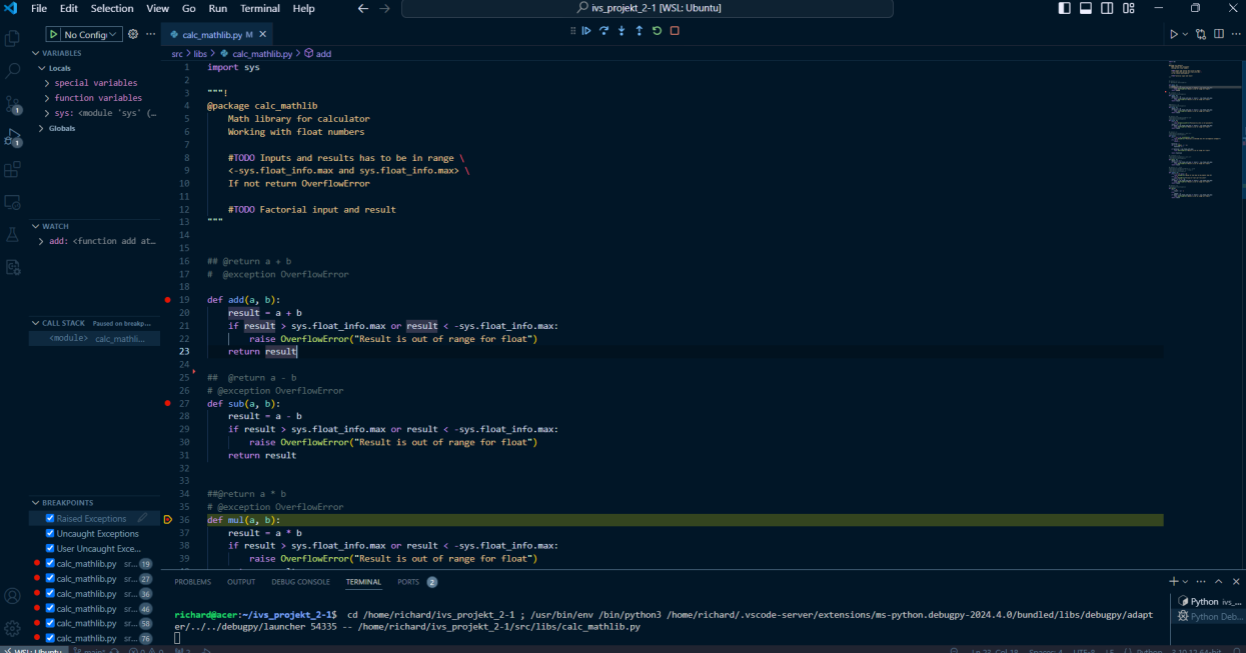 File Edit Selection View Go Run Terminal Help
ivs_projekt_2-1 [WSL: Ubuntu]
No Config
calc_mathlib.py M
src > libs > calc_mathlib.py > add
VARIABLES
Locals
special variables
function variables
sys: <module 'sys' (…
Globals
WATCH
add: <function add at…
CALL STACK Paused on breakp…
<module> calc_mathli…
BREAKPOINTS
Raised Exceptions
Uncaught Exceptions
User Uncaught Exce…
calc_mathlib.py sr… 19
calc_mathlib.py sr… 27
calc_mathlib.py sr… 36
calc_mathlib.py sr… 46
calc_mathlib.py sr… 58
calc_mathlib.py sr… 76
1
1
1 import sys
2
3 """!
4 @package calc_mathlib
5 Math library for calculator
6 Working with float numbers
7
8 #TODO Inputs and results has to be in range \
9 <-sys.float_info.max and sys.float_info.max> \
10 If not return OverflowError
11
12 #TODO Factorial input and result
13 """
14
15
16 ## @return a + b
17 # @exception OverflowError
18
19 def add(a, b):
20 result = a + b
21 if result > sys.float_info.max or result < -sys.float_info.max:
22 raise OverflowError("Result is out of range for float")
23 return result
24
25 ## @return a - b
26 # @exception OverflowError
27 def sub(a, b):
28 result = a - b
29 if result > sys.float_info.max or result < -sys.float_info.max:
30 raise OverflowError("Result is out of range for float")
31 return result
32
33
34 ##@return a * b
35 # @exception OverflowError
36 def mul(a, b):
37 result = a * b
38 if result > sys.float_info.max or result < -sys.float_info.max:
39 raise OverflowError("Result is out of range for float")
PROBLEMS OUTPUT DEBUG CONSOLE TERMINAL PORTS 2
richard@acer:~/ivs_projekt_2-1$ cd /home/richard/ivs_projekt_2-1 ; /usr/bin/env /bin/python3 /home/richard/.vscode-server/extensions/ms-python.debugpy-2024.4.0/bundled/libs/debugpy/adapt
er/../../debugpy/launcher 54335 -- /home/richard/ivs_projekt_2-1/src/libs/calc_mathlib.py
Python ivs_…
Python Deb…
WSL: Ubuntu